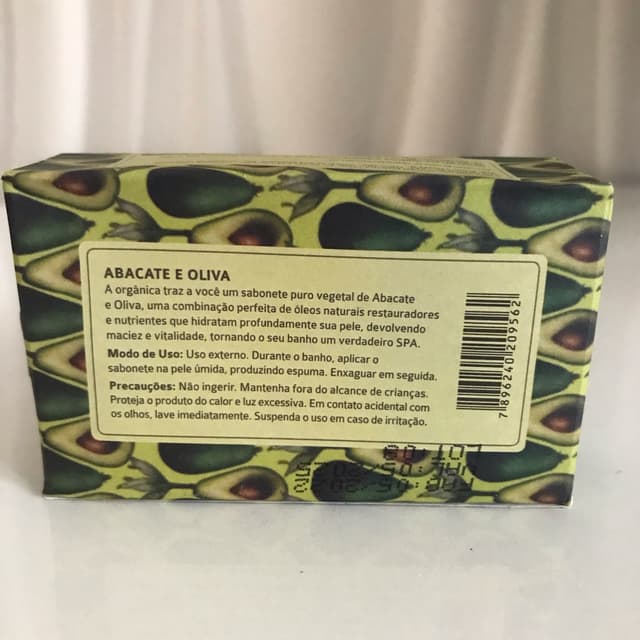 ABACATE E OLIVA
A orgânica traz a você um sabonete puro vegetal de Abacate
e Oliva, uma combinação perfeita de óleos naturais restauradores
e nutrientes que hidratam profundamente sua pele, devolvendo
maciez e vitalidade, tornando o seu banho um verdadeiro SPA.
Modo de Uso: Uso externo. Durante o banho, aplicar o
sabonete na pele úmida, produzindo espuma. Enxaguar em seguida.
Precauções: Não ingerir. Mantenha fora do alcance de crianças.
Proteja o produto do calor e luz excessiva. Em contato acidental com
os olhos, lave imediatamente. Suspenda o uso em caso de irritação.
7 896240 209562